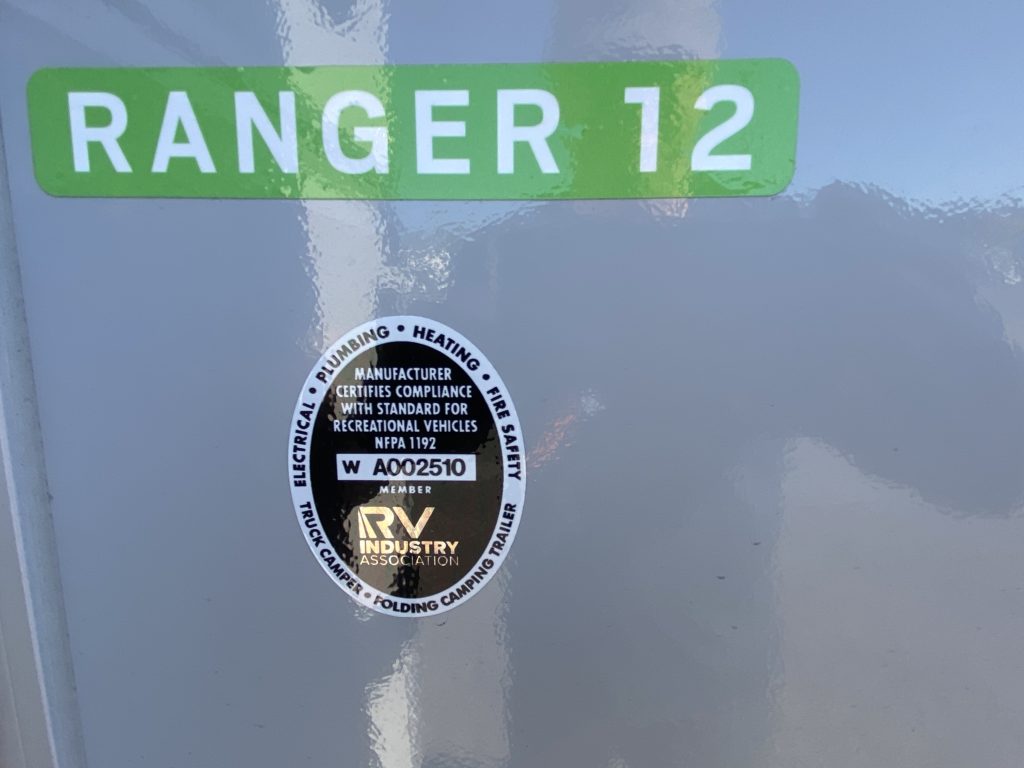 RANGER 12
ELECTRICAL • PLUMBING • HEATING • FIRE SAFETY
MANUFACTURER
CERTIFIES COMPLIANCE
WITH STANDARD FOR
RECREATIONAL VEHICLES
NFPA 1192
W A002510
MEMBER
RV
INDUSTRY
ASSOCIATION
TRUCK CAMPER • FOLDING CAMPING TRAILER